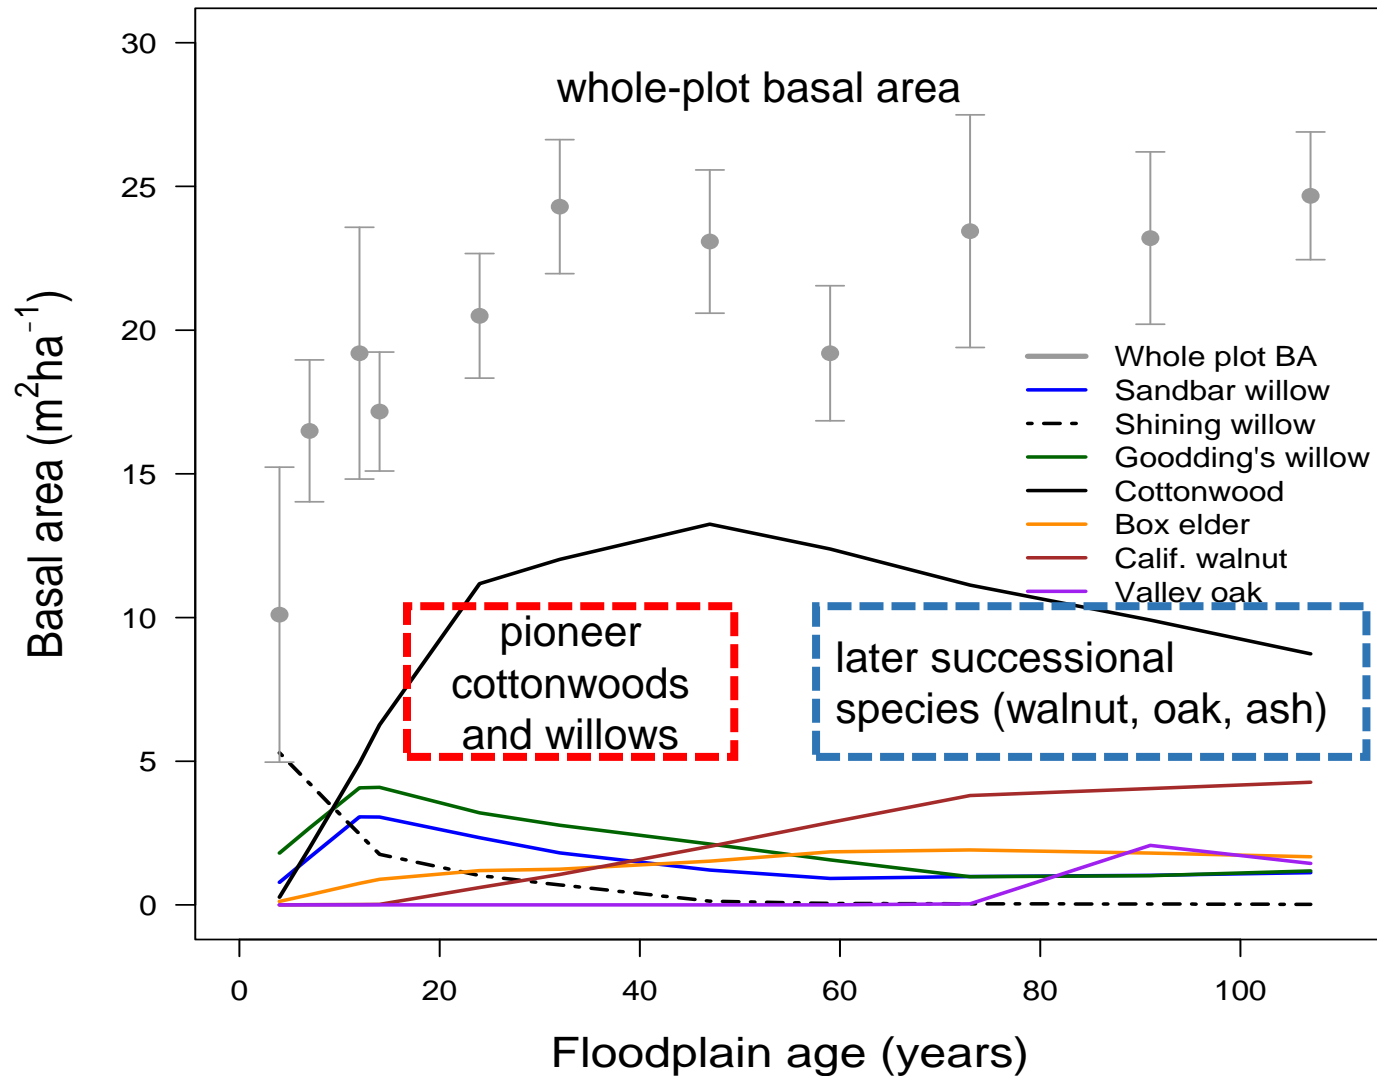 whole-plot basal area
30
25
20
15
10
5
0
Basal area (m²ha⁻¹)
Whole plot BA
Sandbar willow
Shining willow
Goodding's willow
Cottonwood
Box elder
Calif. walnut
Valley oak
pioneer
cottonwoods
and willows
later successional
species (walnut, oak, ash)
0 20 40 60 80 100
Floodplain age (years)